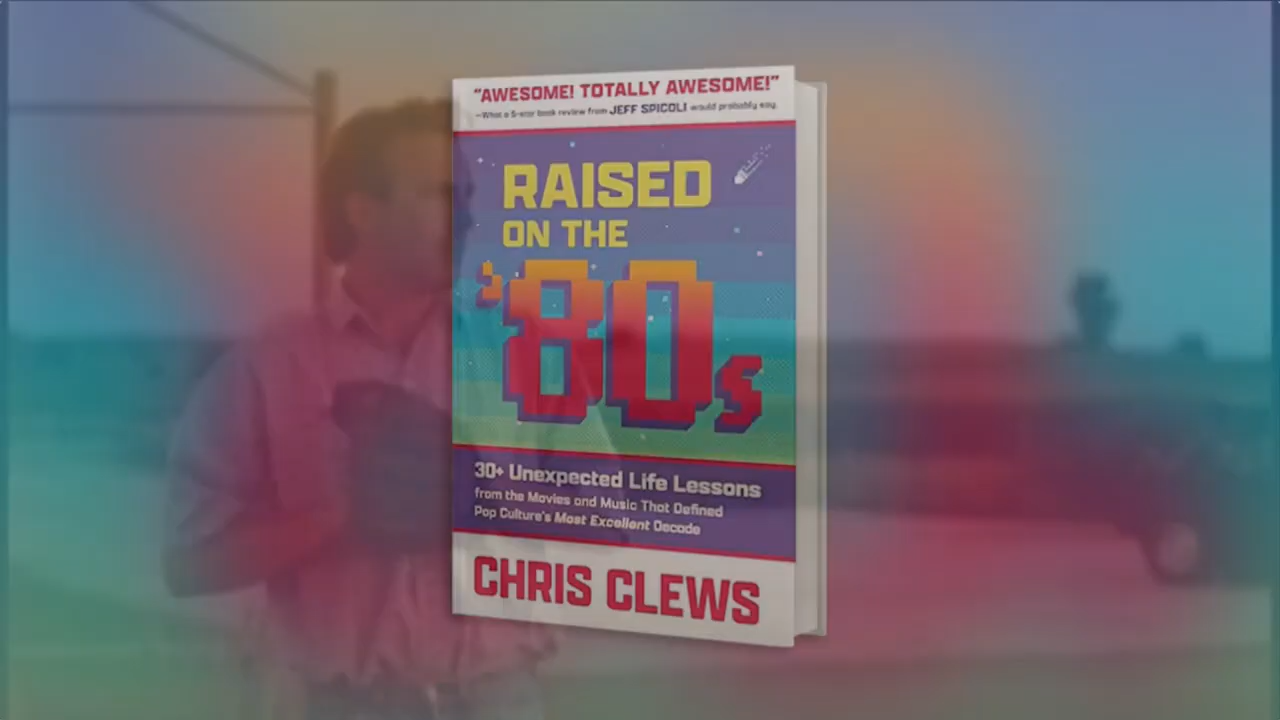 "AWESOME! TOTALLY AWESOME!"
—What a 5-star book review from JEFF SPICOLI would probably say.
RAISED
ON THE
'80s
30+ Unexpected Life Lessons
from the Movies and Music That Defined
Pop Culture's Most Excellent Decade
CHRIS CLEWS